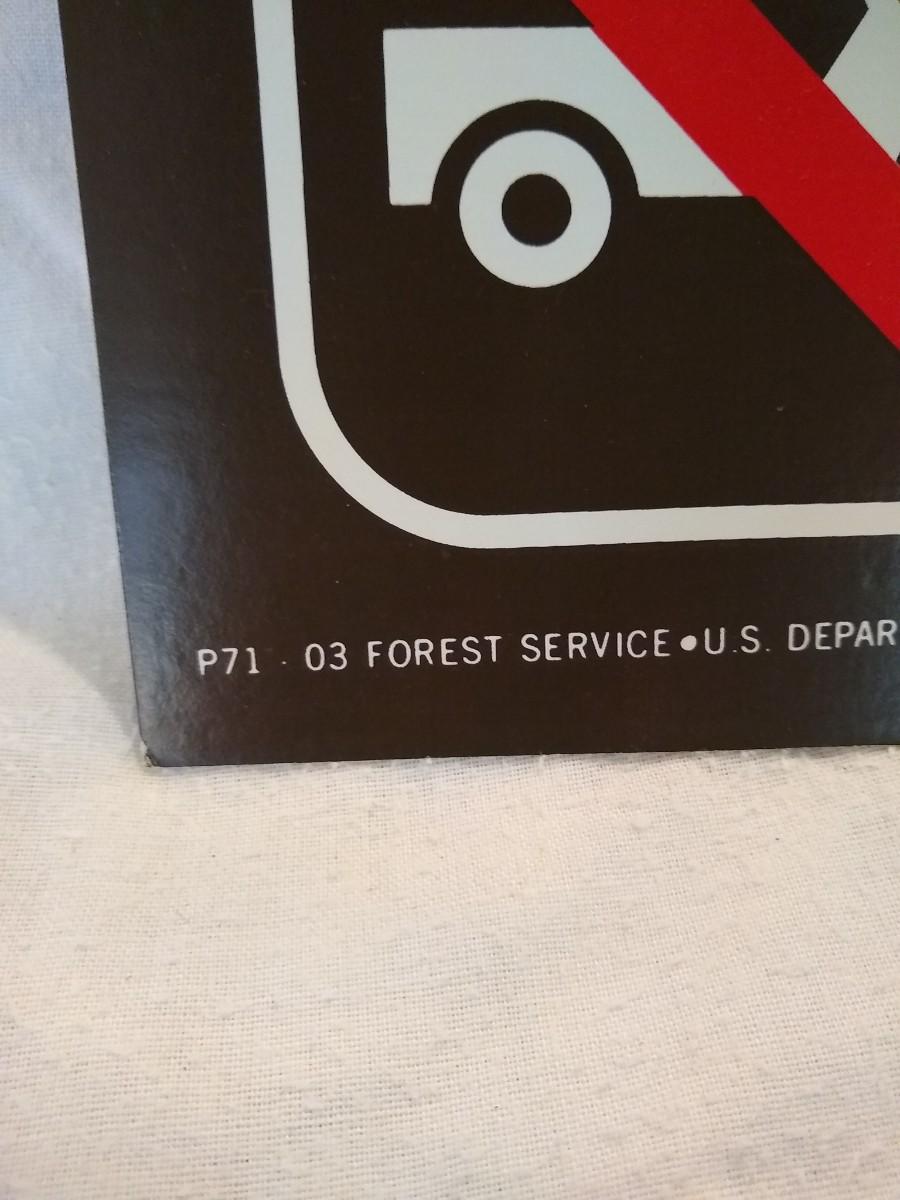 P71 - 03 FOREST SERVICE•U.S. DEPAR